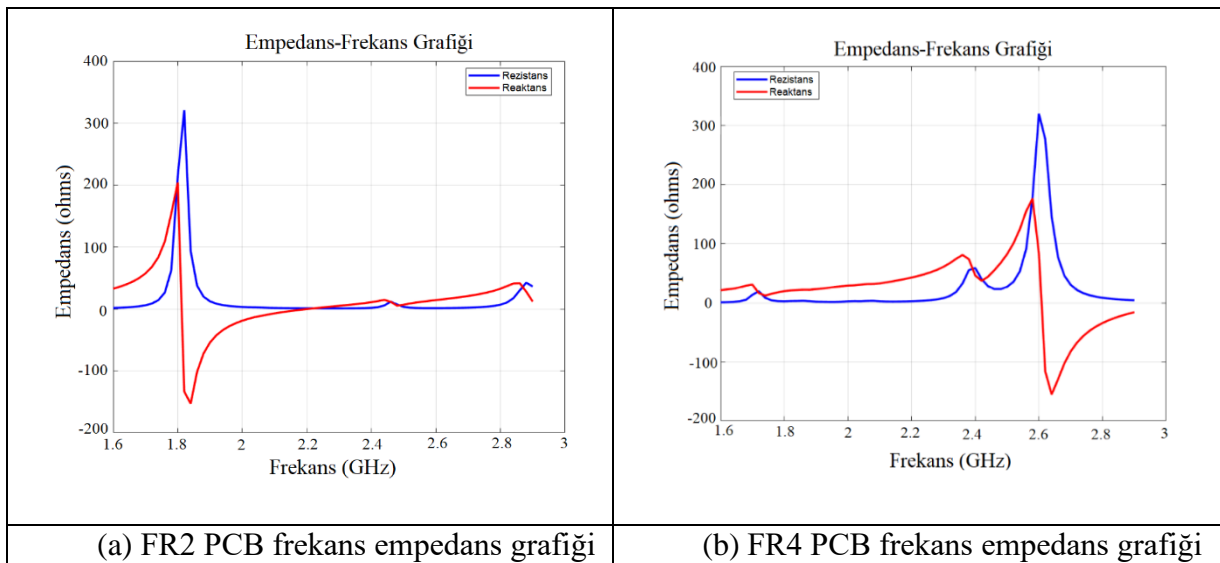 Empedans-Frekans Grafiği
400
300
200
100
0
-100
-200
Empedans (ohms)
Rezistans
Reaktans
1.6
1.8
2
2.2
2.4
2.6
2.8
3
Frekans (GHz)
(a) FR2 PCB frekans empedans grafiği
Empedans-Frekans Grafiği
400
300
200
100
0
-100
-200
Empedans (ohms)
Rezistans
Reaktans
1.6
1.8
2
2.2
2.4
2.6
2.8
3
Frekans (GHz)
(b) FR4 PCB frekans empedans grafiği